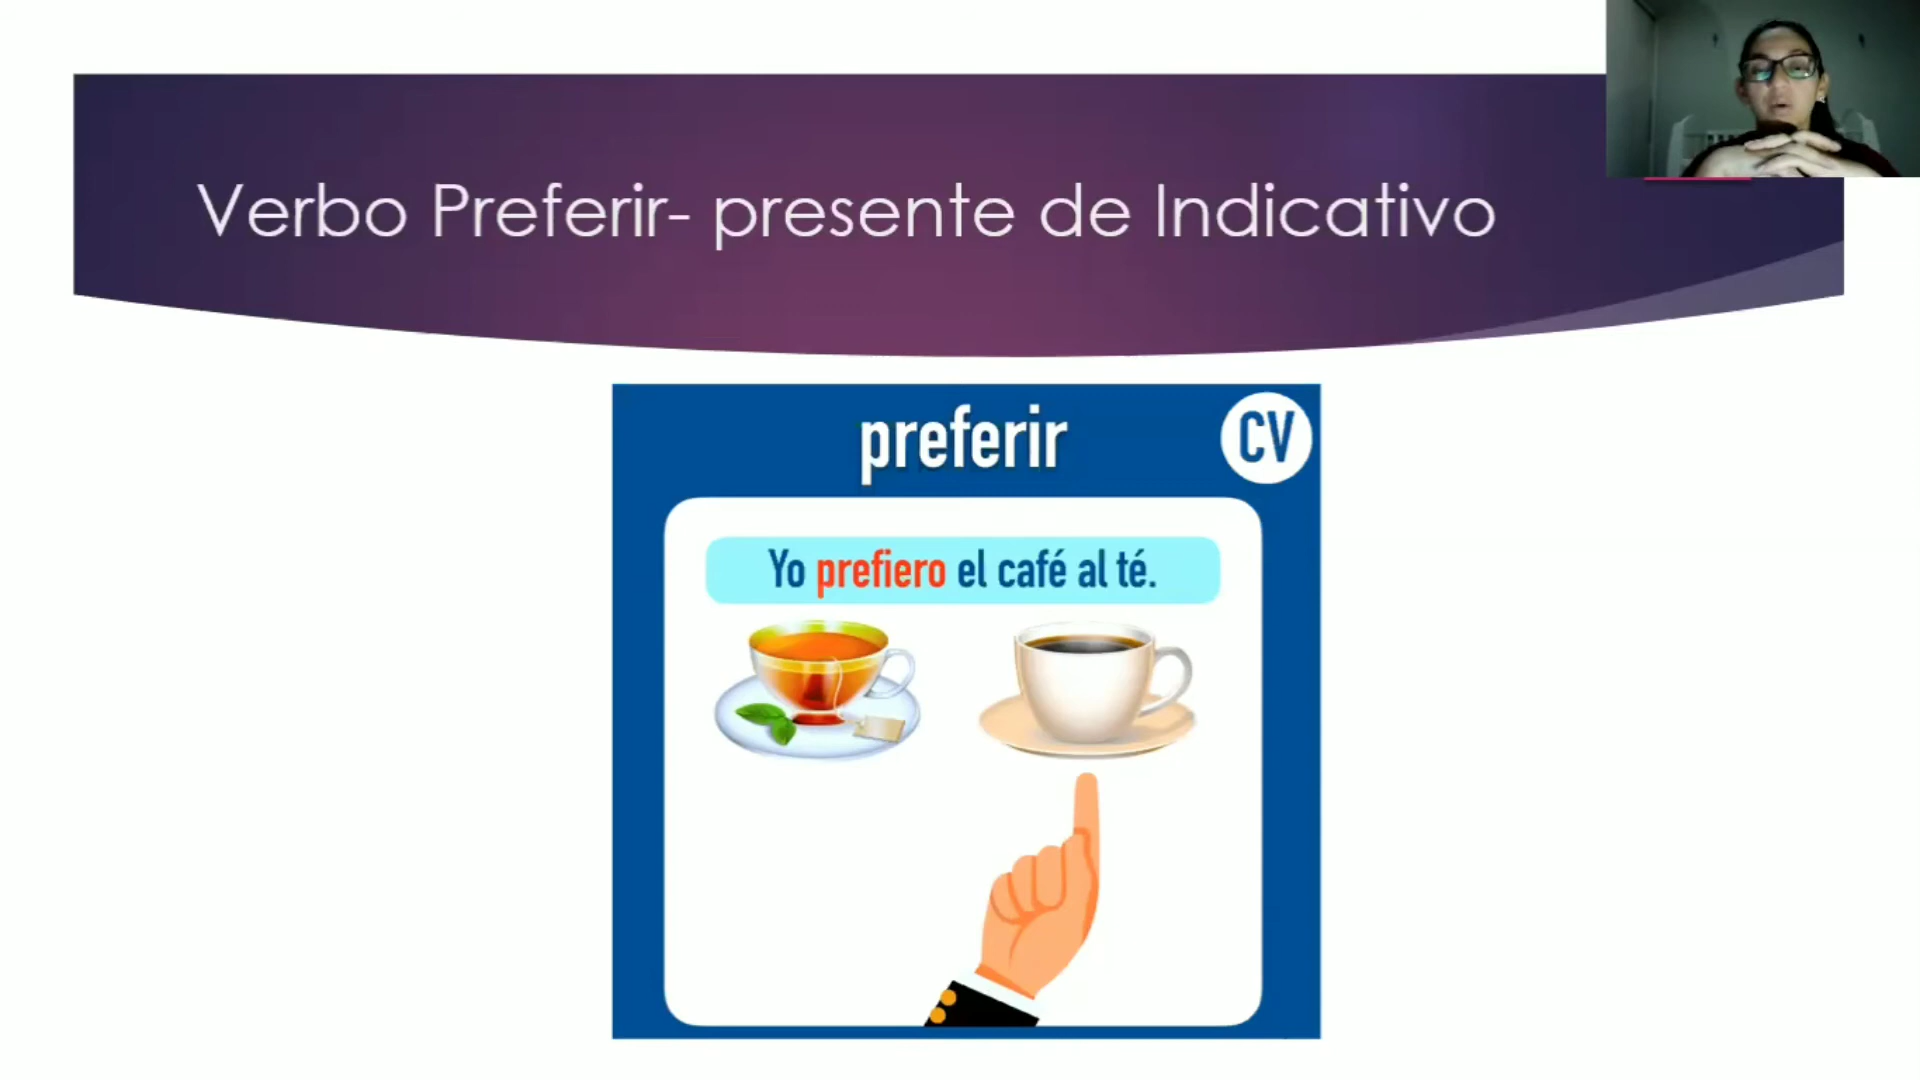 Verbo Preferir- presente de Indicativo
preferir
CV
Yo prefiero el café al té.